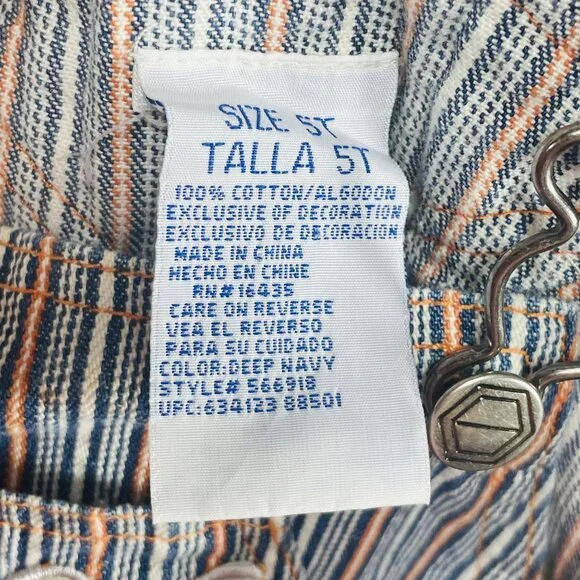 SIZE 5T
TALLA 5T
100% COTTON/ALGODON
EXCLUSIVE OF DECORATION
EXCLUSIVO DE DECORACION
MADE IN CHINA
HECHO EN CHINE
RN#16435
CARE ON REVERSE
VEA EL REVERSO
PARA SU CUIDADO
COLOR:DEEP NAVY
STYLE# 566918
UPC:634123 88501